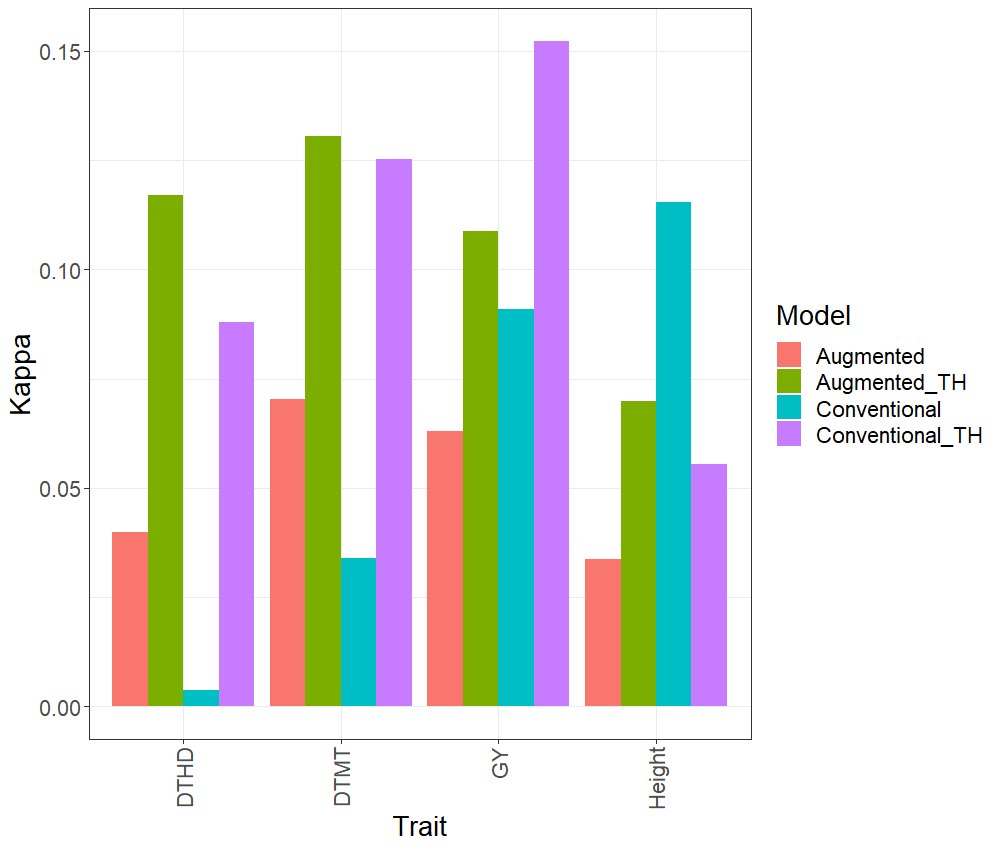 Kappa
0.15
0.10
0.05
0.00
DTHD
DTMT
GY
Height
Trait
Model
Augmented
Augmented_TH
Conventional
Conventional_TH